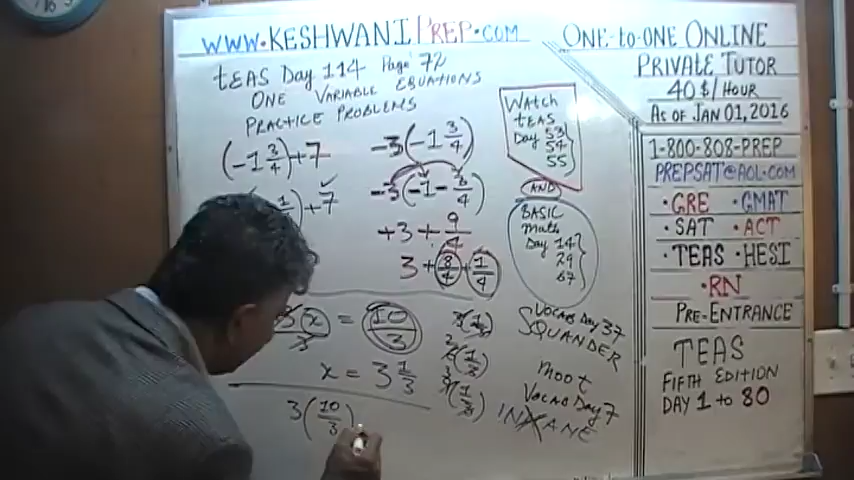 WWW.KESHWANIPREP.COM
TEAS Day 114 Page 72
ONE VARIABLE EQUATIONS
PRACTICE PROBLEMS
(-1 3/4)+7
+7
-3(-1 3/4)
-3(-1-3/4)
+3+9/4
3+8/4+1/4
3x/3 = 10/3
x = 3 1/3
3(10/3)
WATCH
TEAS
Day 53
54
55
AND
BASIC
math
Day 14
29
67
VOCAB DAY 37
SQUANDER
MOOT
VOCAB DAY 7
ONE-TO-ONE ONLINE
PRIVATE TUTOR
40$/HOUR
AS OF JAN 01, 2016
1-800-808-PREP
PREPSAT@AOL.COM
•GRE •GMAT
•SAT •ACT
•TEAS •HESI
•RN
PRE-ENTRANCE
TEAS
FIFTH EDITION
DAY 1 TO 80